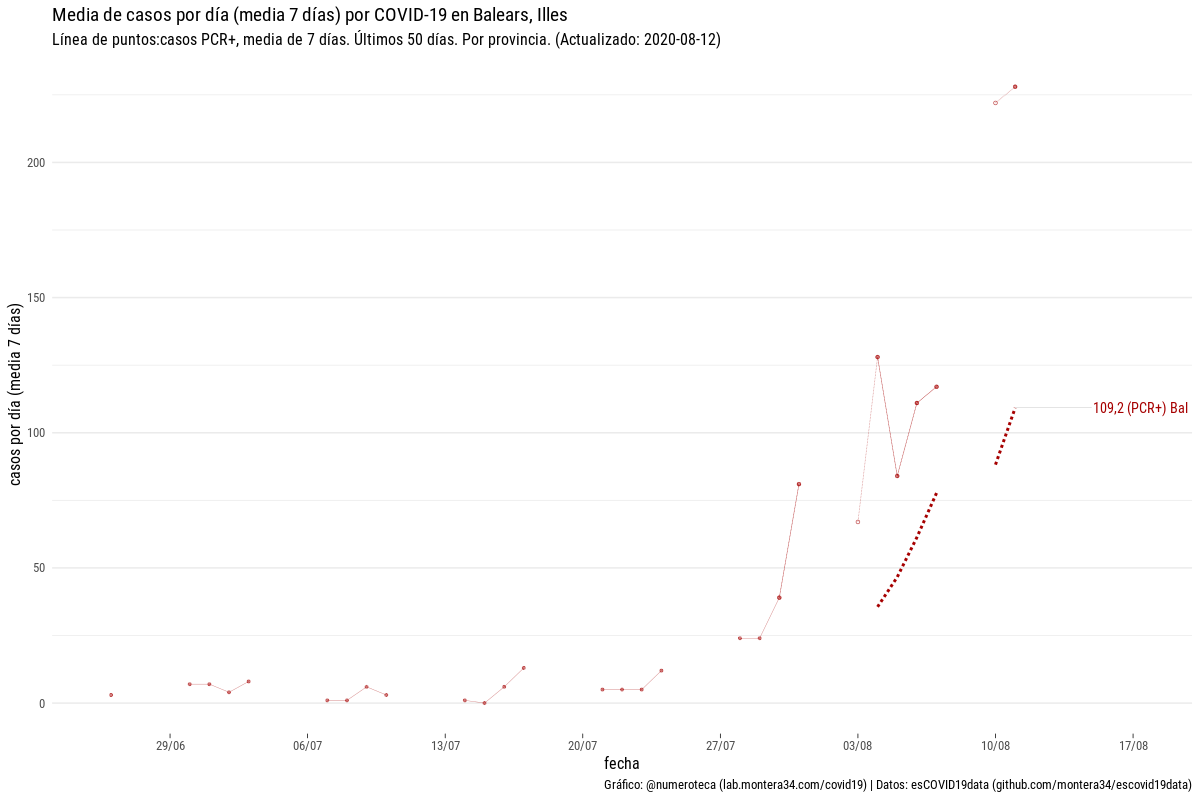 Media de casos por día (media 7 días) por COVID-19 en Balears, Illes
Línea de puntos:casos PCR+, media de 7 días. Últimos 50 días. Por provincia. (Actualizado: 2020-08-12)
casos por día (media 7 días)
200
150
100
50
0
109,2 (PCR+) Bal
29/06
06/07
13/07
20/07
27/07
03/08
10/08
17/08
fecha
Gráfico: @numeroteca (lab.montera34.com/covid19) | Datos: esCOVID19data (github.com/montera34/escovid19data)